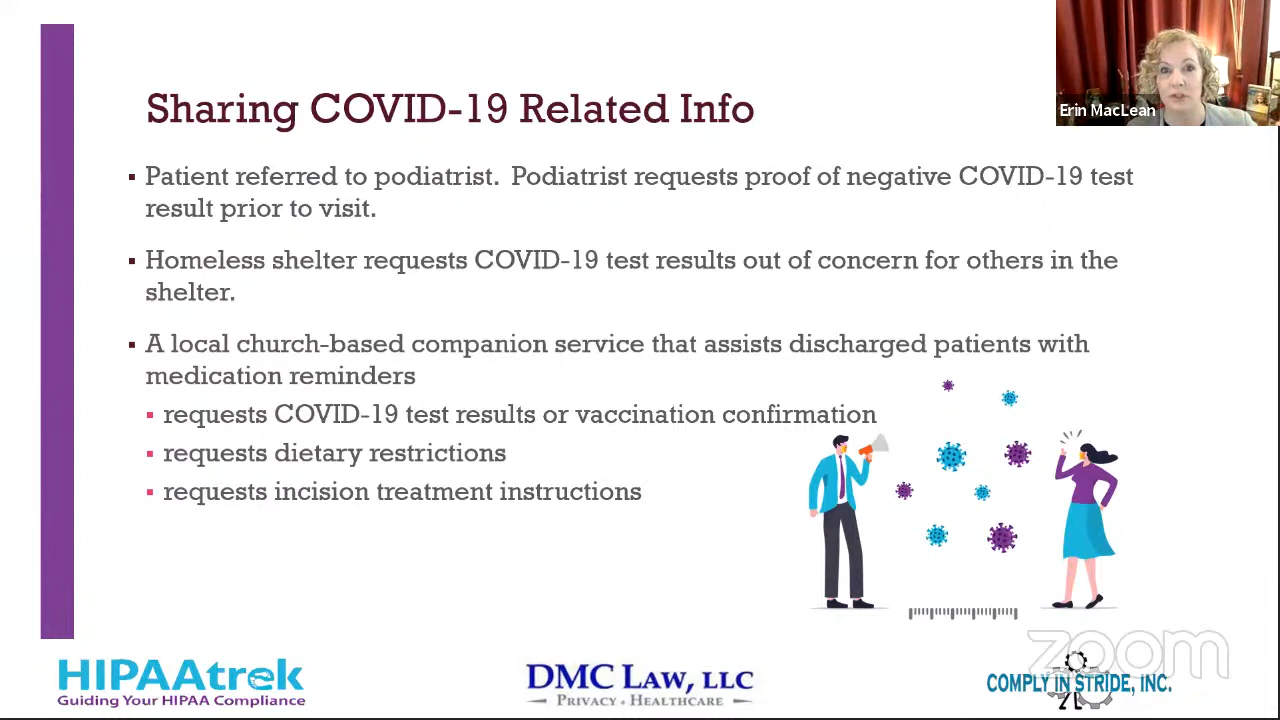 Erin MacLean
Sharing COVID-19 Related Info
▪ Patient referred to podiatrist. Podiatrist requests proof of negative COVID-19 test
result prior to visit.
▪ Homeless shelter requests COVID-19 test results out of concern for others in the
shelter.
▪ A local church-based companion service that assists discharged patients with
medication reminders
▪ requests COVID-19 test results or vaccination confirmation
▪ requests dietary restrictions
▪ requests incision treatment instructions
zoom
HIPAAtrek
Guiding Your HIPAA Compliance
DMC LAW, LLC
PRIVACY • HEALTHCARE
COMPLY IN STRIDE, INC.